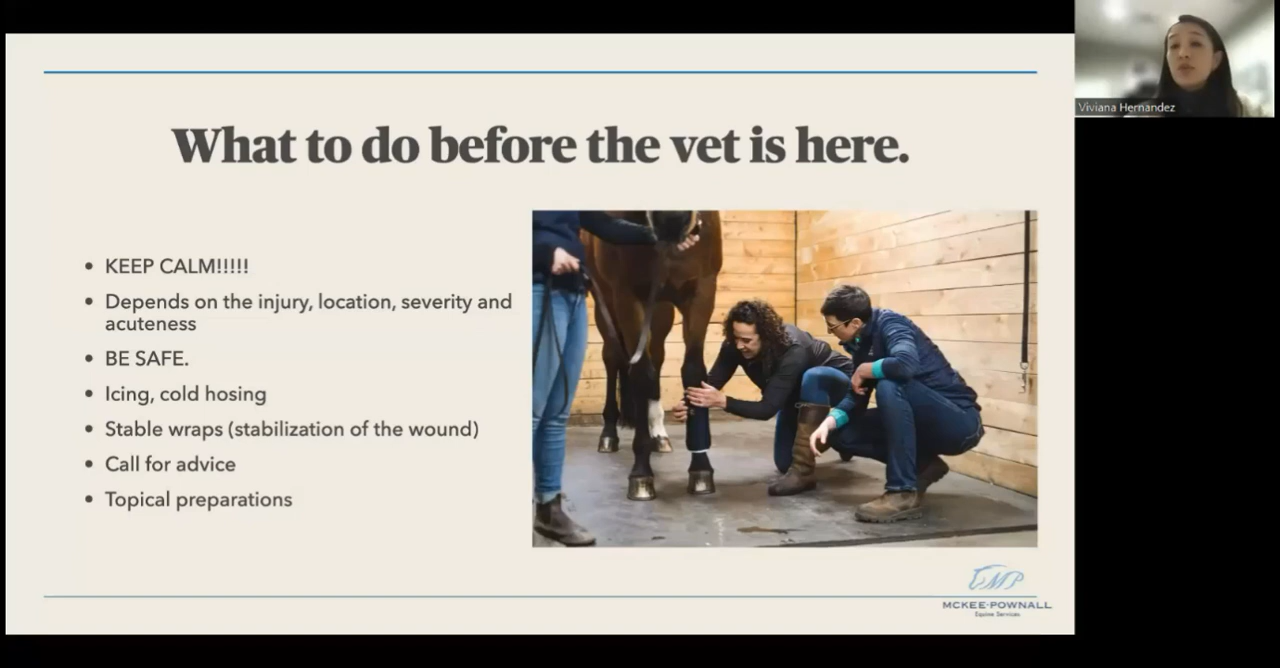 Viviana Hernandez
What to do before the vet is here.
• KEEP CALM!!!!!
• Depends on the injury, location, severity and
acuteness
• BE SAFE.
• Icing, cold hosing
• Stable wraps (stabilization of the wound)
• Call for advice
• Topical preparations
MP
MCKEE-POWNALL
Equine Services